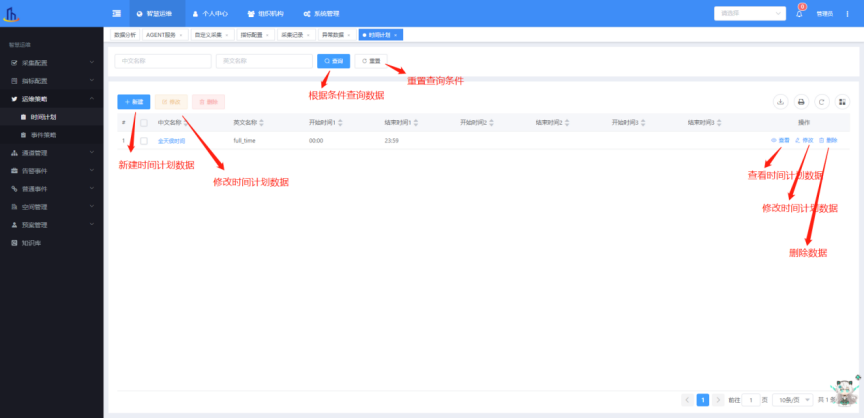 智慧运维
个人中心
组织机构
系统管理
请选择
8
管理员
智慧运维
数据分析
AGENT服务 ×
自定义采集 ×
指标配置 ×
采集记录 ×
异常数据 ×
时间计划 ×
采集配置
指标配置
运维策略
时间计划
事件策略
通道管理
告警事件
普通事件
空间管理
预案管理
知识库
中文名称
英文名称
查询
重置
重置查询条件
根据条件查询数据
+ 新建
修改
删除
# 中文名称 英文名称 开始时间1 结束时间1 开始时间2 结束时间2 开始时间3 结束时间3 操作
1 全天候时间 full_time 00:00 23:59 查看 修改 删除
新建时间计划数据
修改时间计划数据
查看时间计划数据
修改时间计划数据
删除数据
< 1 > 前往 1 页 10条/页 共 1 条